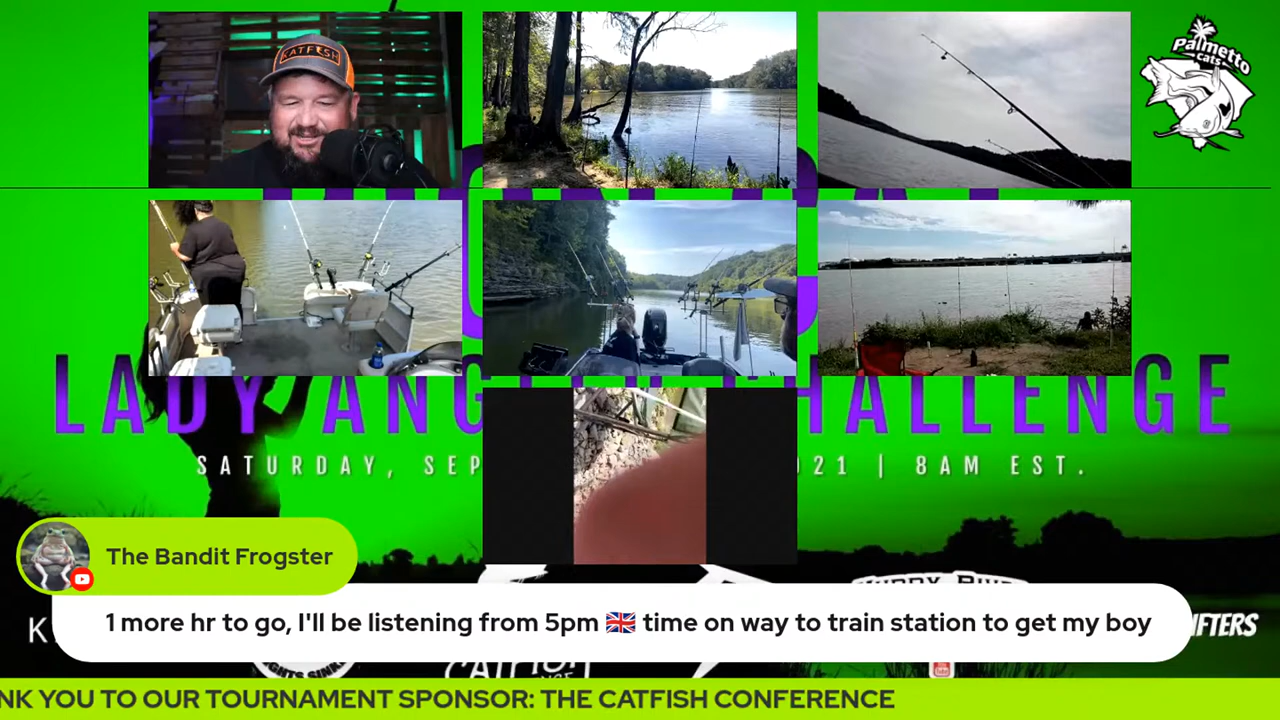 CATFISH
Palmetto
cats
LADY ANG CHALLENGE
SATURDAY, SEP 021 | 8AM EST.
The Bandit Frogster
1 more hr to go, I'll be listening from 5pm 🇬🇧 time on way to train station to get my boy
K
IFTERS
NK YOU TO OUR TOURNAMENT SPONSOR: THE CATFISH CONFERENCE